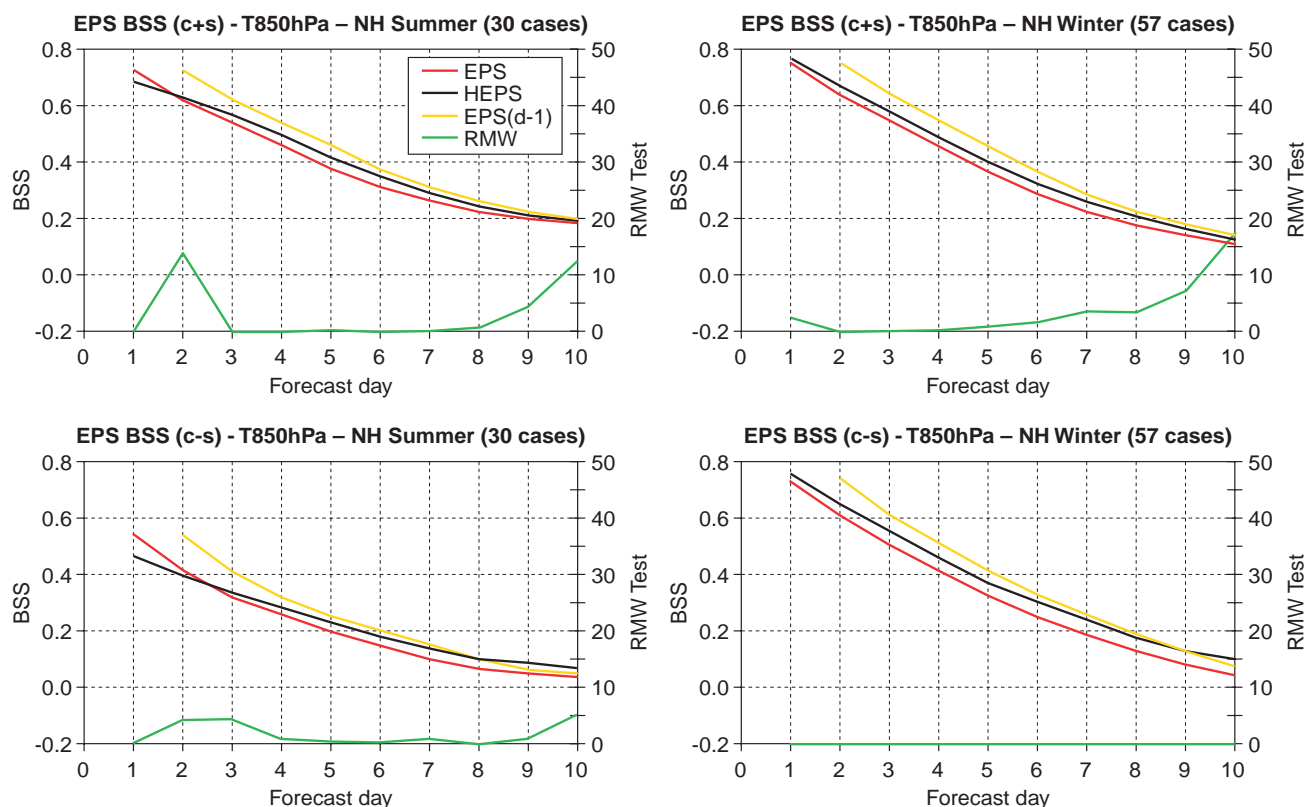 EPS BSS (c+s) - T850hPa – NH Summer (30 cases)
0.8
0.6
0.4
0.2
0.0
-0.2
BSS
50
40
30
20
10
0
RMW Test
EPS
HEPS
EPS(d-1)
RMW
0 1 2 3 4 5 6 7 8 9 10
Forecast day
EPS BSS (c+s) - T850hPa – NH Winter (57 cases)
0.8
0.6
0.4
0.2
0.0
-0.2
BSS
50
40
30
20
10
0
RMW Test
0 1 2 3 4 5 6 7 8 9 10
Forecast day
EPS BSS (c-s) - T850hPa – NH Summer (30 cases)
0.8
0.6
0.4
0.2
0.0
-0.2
BSS
50
40
30
20
10
0
RMW Test
0 1 2 3 4 5 6 7 8 9 10
Forecast day
EPS BSS (c-s) - T850hPa – NH Winter (57 cases)
0.8
0.6
0.4
0.2
0.0
-0.2
BSS
50
40
30
20
10
0
RMW Test
0 1 2 3 4 5 6 7 8 9 10
Forecast day